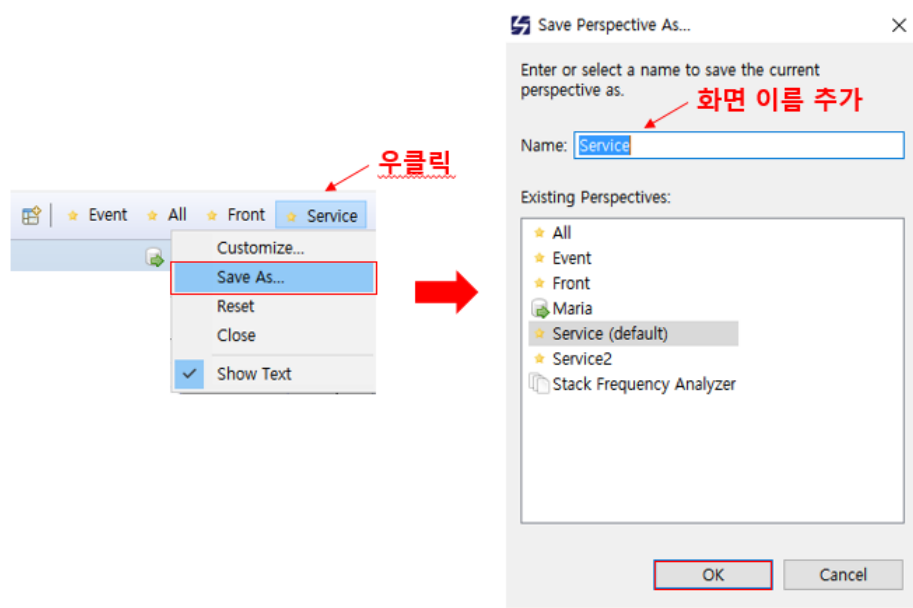 우클릭
Event All Front Service
Customize...
Save As...
Reset
Close
Show Text
Save Perspective As...
Enter or select a name to save the current
perspective as.
화면 이름 추가
Name: Service
Existing Perspectives:
All
Event
Front
Maria
Service (default)
Service2
Stack Frequency Analyzer
OK Cancel